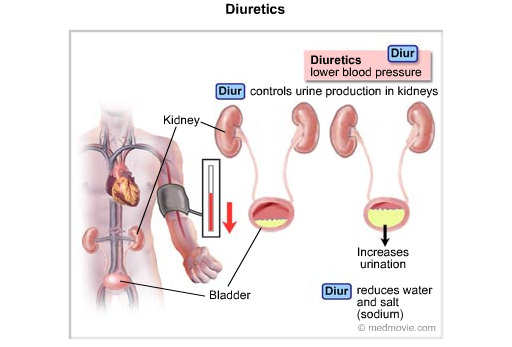 Diuretics
Diuretics Diur
lower blood pressure
Diur controls urine production in kidneys
Kidney
Increases
urination
Bladder
Diur reduces water
and salt
(sodium)
© medmovie.com